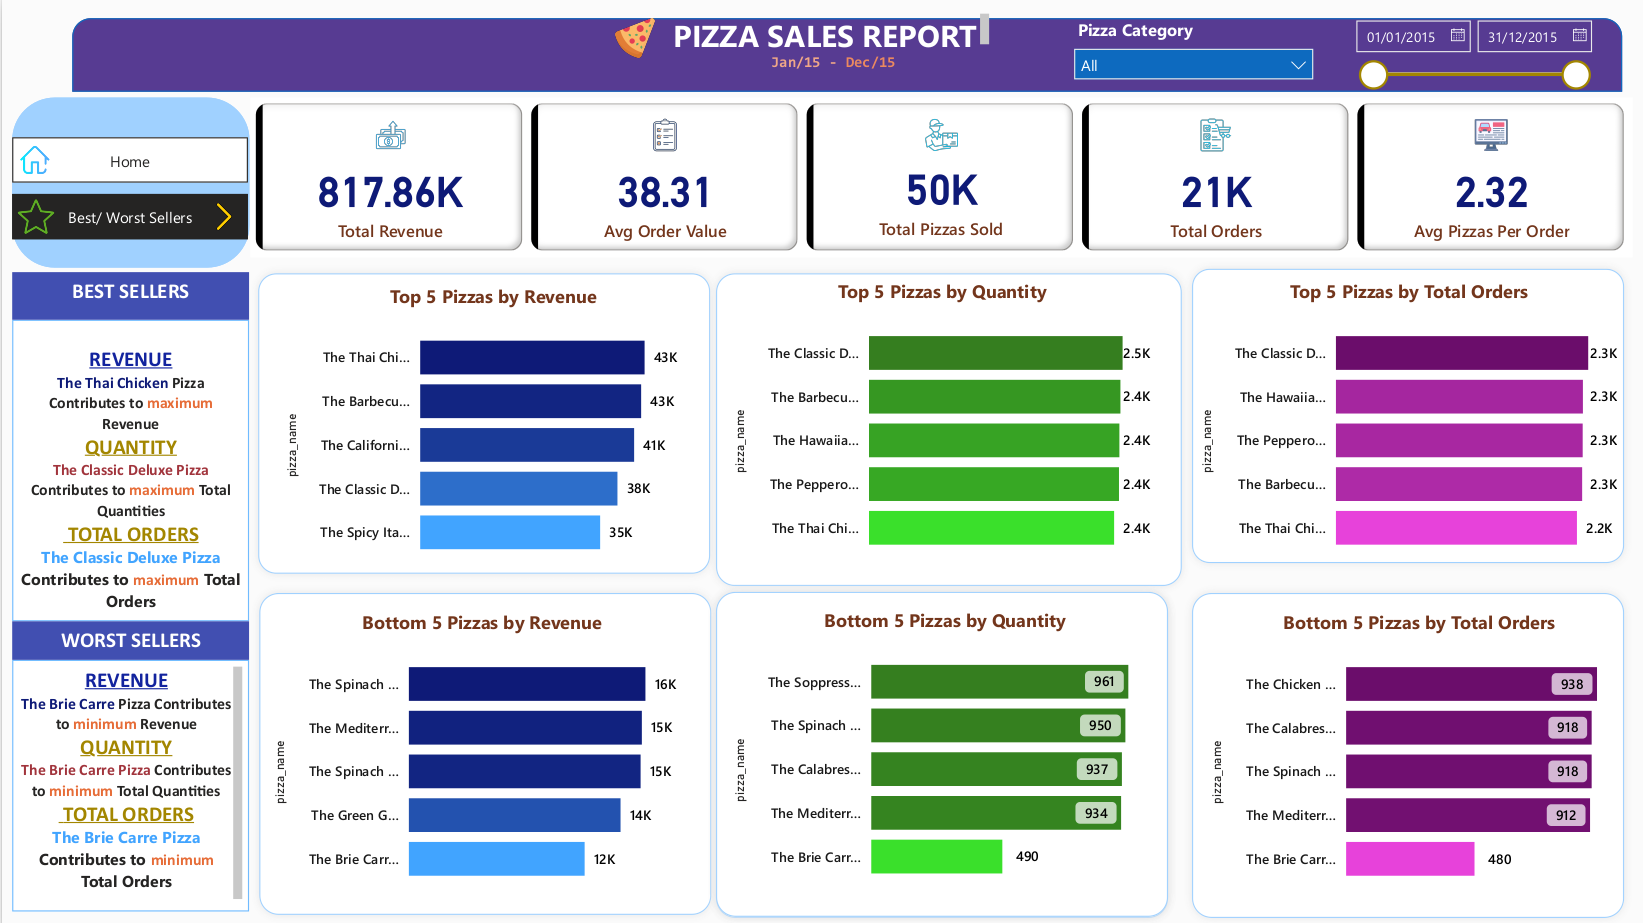 PIZZA SALES REPORT
Jan/15 - Dec/15
Pizza Category
All
01/01/2015
31/12/2015
Home
Best/ Worst Sellers
817.86K
Total Revenue
38.31
Avg Order Value
50K
Total Pizzas Sold
21K
Total Orders
2.32
Avg Pizzas Per Order
BEST SELLERS
REVENUE
The Thai Chicken Pizza
Contributes to maximum
Revenue
QUANTITY
The Classic Deluxe Pizza
Contributes to maximum Total
Quantities
TOTAL ORDERS
The Classic Deluxe Pizza
Contributes to maximum Total
Orders
WORST SELLERS
REVENUE
The Brie Carre Pizza Contributes
to minimum Revenue
QUANTITY
The Brie Carre Pizza Contributes
to minimum Total Quantities
TOTAL ORDERS
The Brie Carre Pizza
Contributes to minimum
Total Orders
Top 5 Pizzas by Revenue
pizza_name
The Thai Chi... 43K
The Barbecu... 43K
The Californi... 41K
The Classic D... 38K
The Spicy Ita... 35K
Top 5 Pizzas by Quantity
pizza_name
The Classic D... 2.5K
The Barbecu... 2.4K
The Hawaiia... 2.4K
The Peppero... 2.4K
The Thai Chi... 2.4K
Top 5 Pizzas by Total Orders
pizza_name
The Classic D... 2.3K
The Hawaiia... 2.3K
The Peppero... 2.3K
The Barbecu... 2.3K
The Thai Chi... 2.2K
Bottom 5 Pizzas by Revenue
pizza_name
The Spinach ... 16K
The Mediterr... 15K
The Spinach ... 15K
The Green G... 14K
The Brie Carr... 12K
Bottom 5 Pizzas by Quantity
pizza_name
The Soppress... 961
The Spinach ... 950
The Calabres... 937
The Mediterr... 934
The Brie Carr... 490
Bottom 5 Pizzas by Total Orders
pizza_name
The Chicken ... 938
The Calabres... 918
The Spinach ... 918
The Mediterr... 912
The Brie Carr... 480